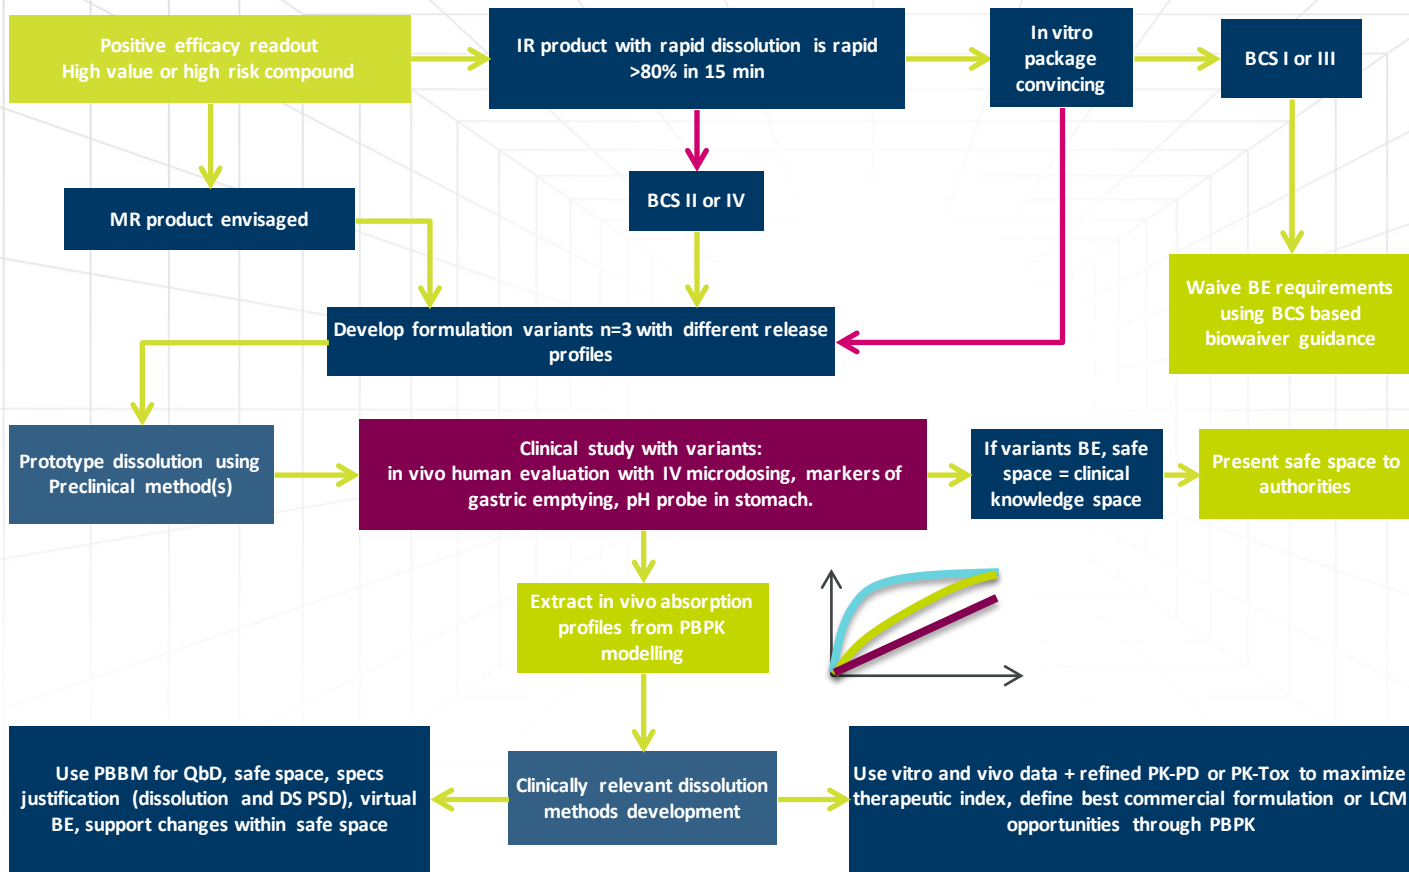 Positive efficacy readout
High value or high risk compound
IR product with rapid dissolution is rapid
>80% in 15 min
In vitro
package
convincing
BCS I or III
MR product envisaged
BCS II or IV
Waive BE requirements
using BCS based
biowaiver guidance
Develop formulation variants n=3 with different release
profiles
Prototype dissolution using
Preclinical method(s)
Clinical study with variants:
in vivo human evaluation with IV microdosing, markers of
gastric emptying, pH probe in stomach.
If variants BE, safe
space = clinical
knowledge space
Present safe space to
authorities
Extract in vivo absorption
profiles from PBPK
modelling
Use PBBM for QbD, safe space, specs
justification (dissolution and DS PSD), virtual
BE, support changes within safe space
Clinically relevant dissolution
methods development
Use vitro and vivo data + refined PK-PD or PK-Tox to maximize
therapeutic index, define best commercial formulation or LCM
opportunities through PBPK